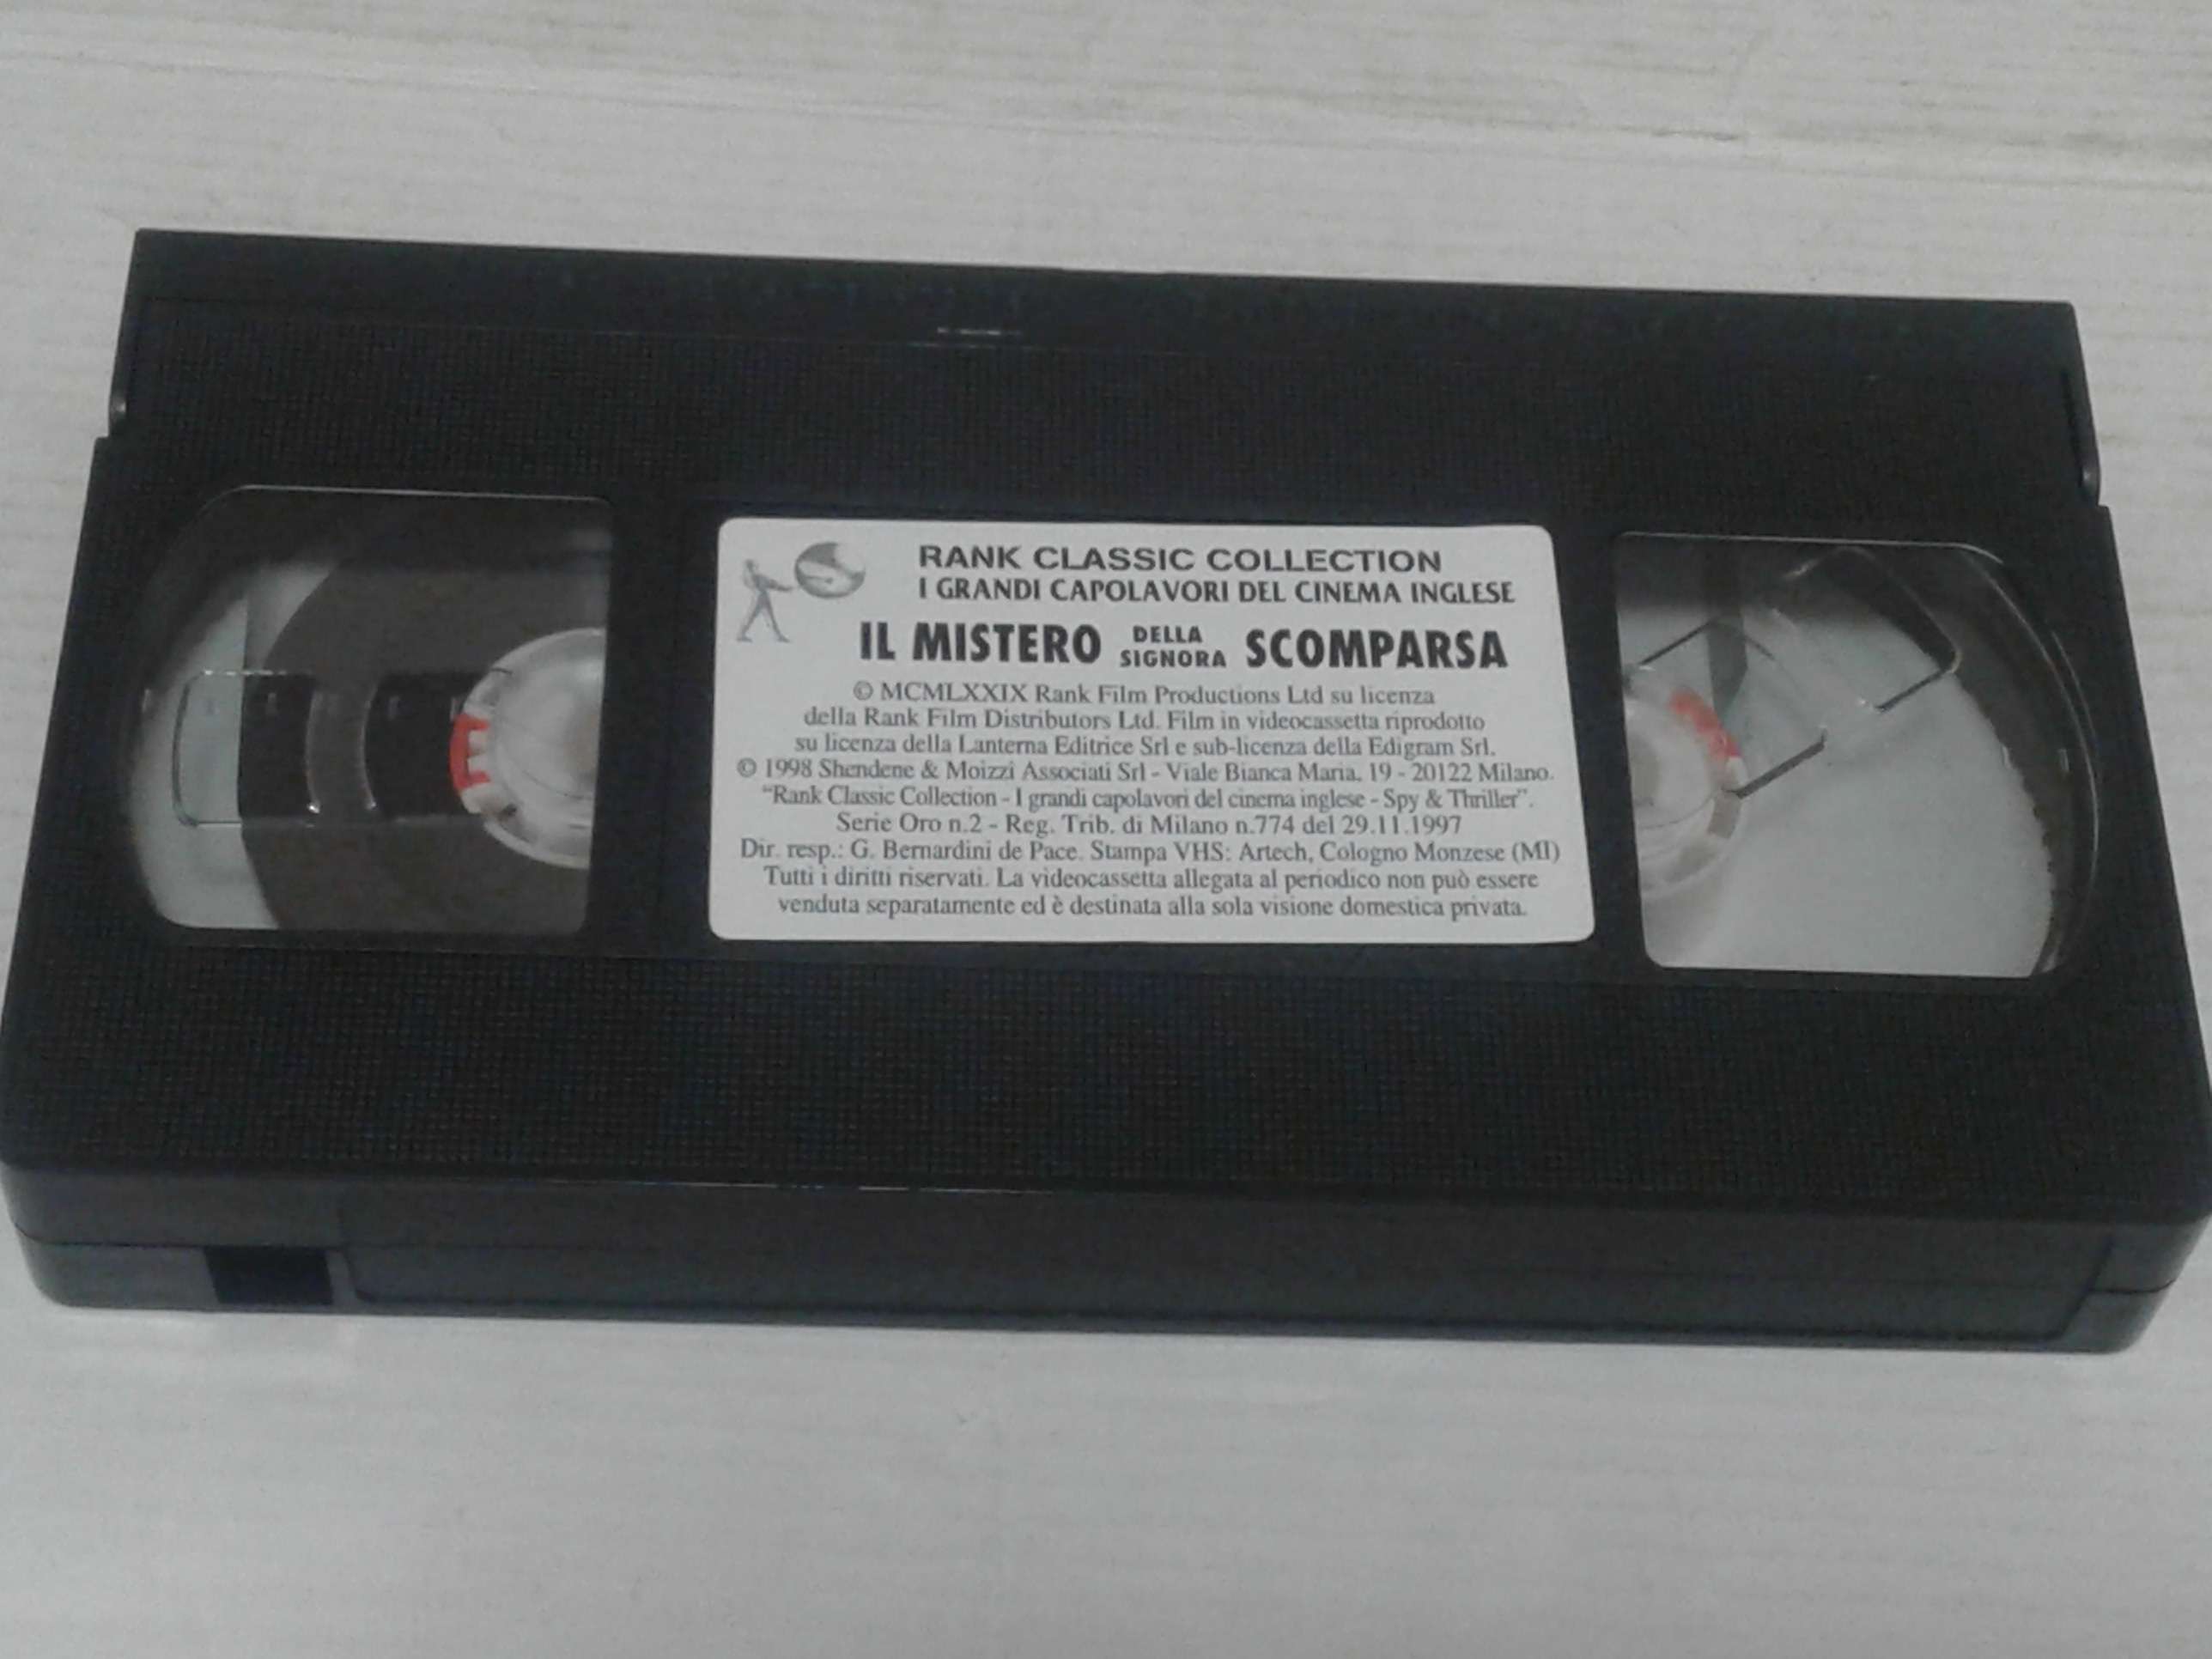 RANK CLASSIC COLLECTION
I GRANDI CAPOLAVORI DEL CINEMA INGLESE
IL MISTERO DELLA SIGNORA SCOMPARSA
© MCMLXXIX Rank Film Productions Ltd su licenza
della Rank Film Distributors Ltd. Film in videocassetta riprodotto
su licenza della Lanterna Editrice Srl e sub-licenza della Edigram Srl.
© 1998 Shendene & Moizzi Associati Srl - Viale Bianca Maria, 19 - 20122 Milano.
“Rank Classic Collection - I grandi capolavori del cinema inglese - Spy & Thriller”.
Serie Oro n.2 - Reg. Trib. di Milano n.774 del 29.11.1997
Dir. resp.: G. Bernardini de Pace. Stampa VHS: Artech, Cologno Monzese (MI)
Tutti i diritti riservati. La videocassetta allegata al periodico non può essere
venduta separatamente ed è destinata alla sola visione domestica privata.